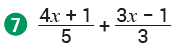 7 (4x + 1)/5 + (3x − 1)/3